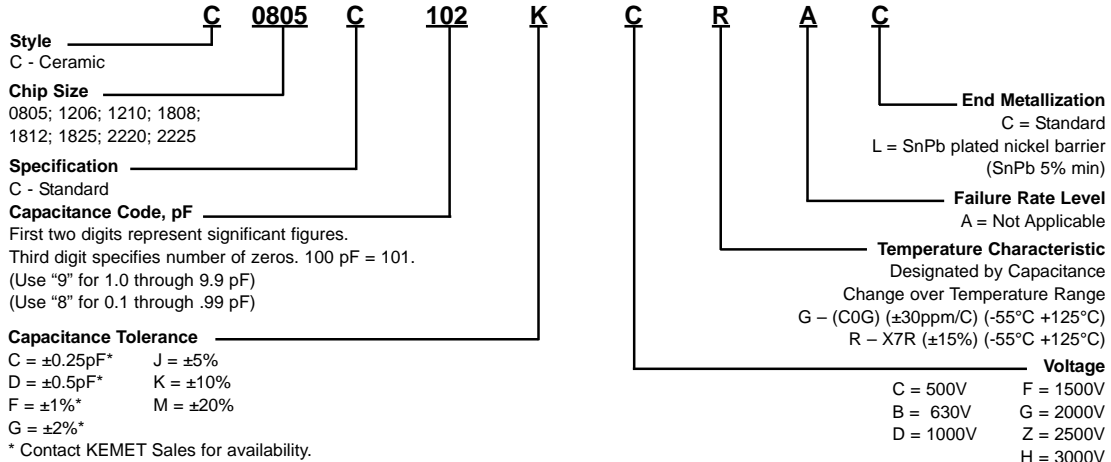 C 0805 C 102 K C R A C
Style
C - Ceramic
Chip Size
0805; 1206; 1210; 1808;
1812; 1825; 2220; 2225
Specification
C - Standard
Capacitance Code, pF
First two digits represent significant figures.
Third digit specifies number of zeros. 100 pF = 101.
(Use “9” for 1.0 through 9.9 pF)
(Use “8” for 0.1 through .99 pF)
Capacitance Tolerance
C = ±0.25pF* J = ±5%
D = ±0.5pF* K = ±10%
F = ±1%* M = ±20%
G = ±2%*
* Contact KEMET Sales for availability.
End Metallization
C = Standard
L = SnPb plated nickel barrier
(SnPb 5% min)
Failure Rate Level
A = Not Applicable
Temperature Characteristic
Designated by Capacitance
Change over Temperature Range
G – (C0G) (±30ppm/C) (-55°C +125°C)
R – X7R (±15%) (-55°C +125°C)
Voltage
C = 500V F = 1500V
B = 630V G = 2000V
D = 1000V Z = 2500V
H = 3000V